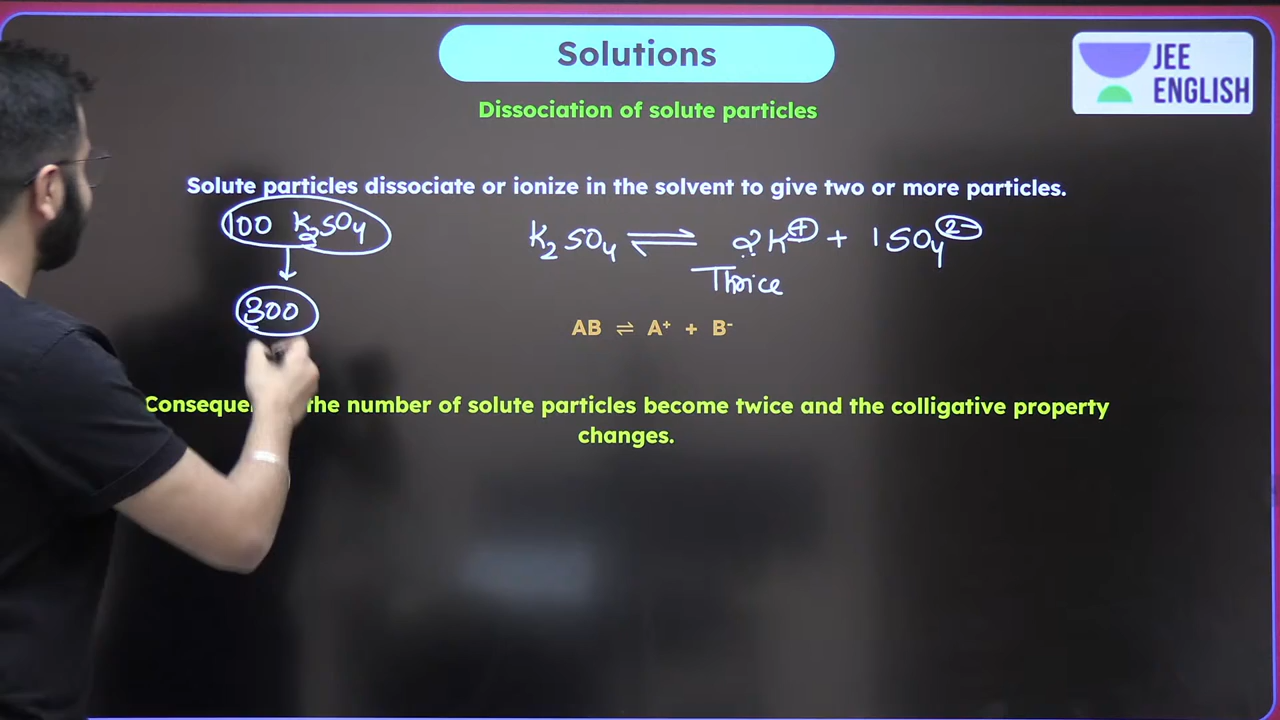 Solutions
JEE
ENGLISH
Dissociation of solute particles
Solute particles dissociate or ionize in the solvent to give two or more particles.
100 K₂SO₄
K₂SO₄ ⇌ 2K⁺ + 1SO₄²⁻
Thrice
300
AB ⇌ A⁺ + B⁻
the number of solute particles become twice and the colligative property
changes.